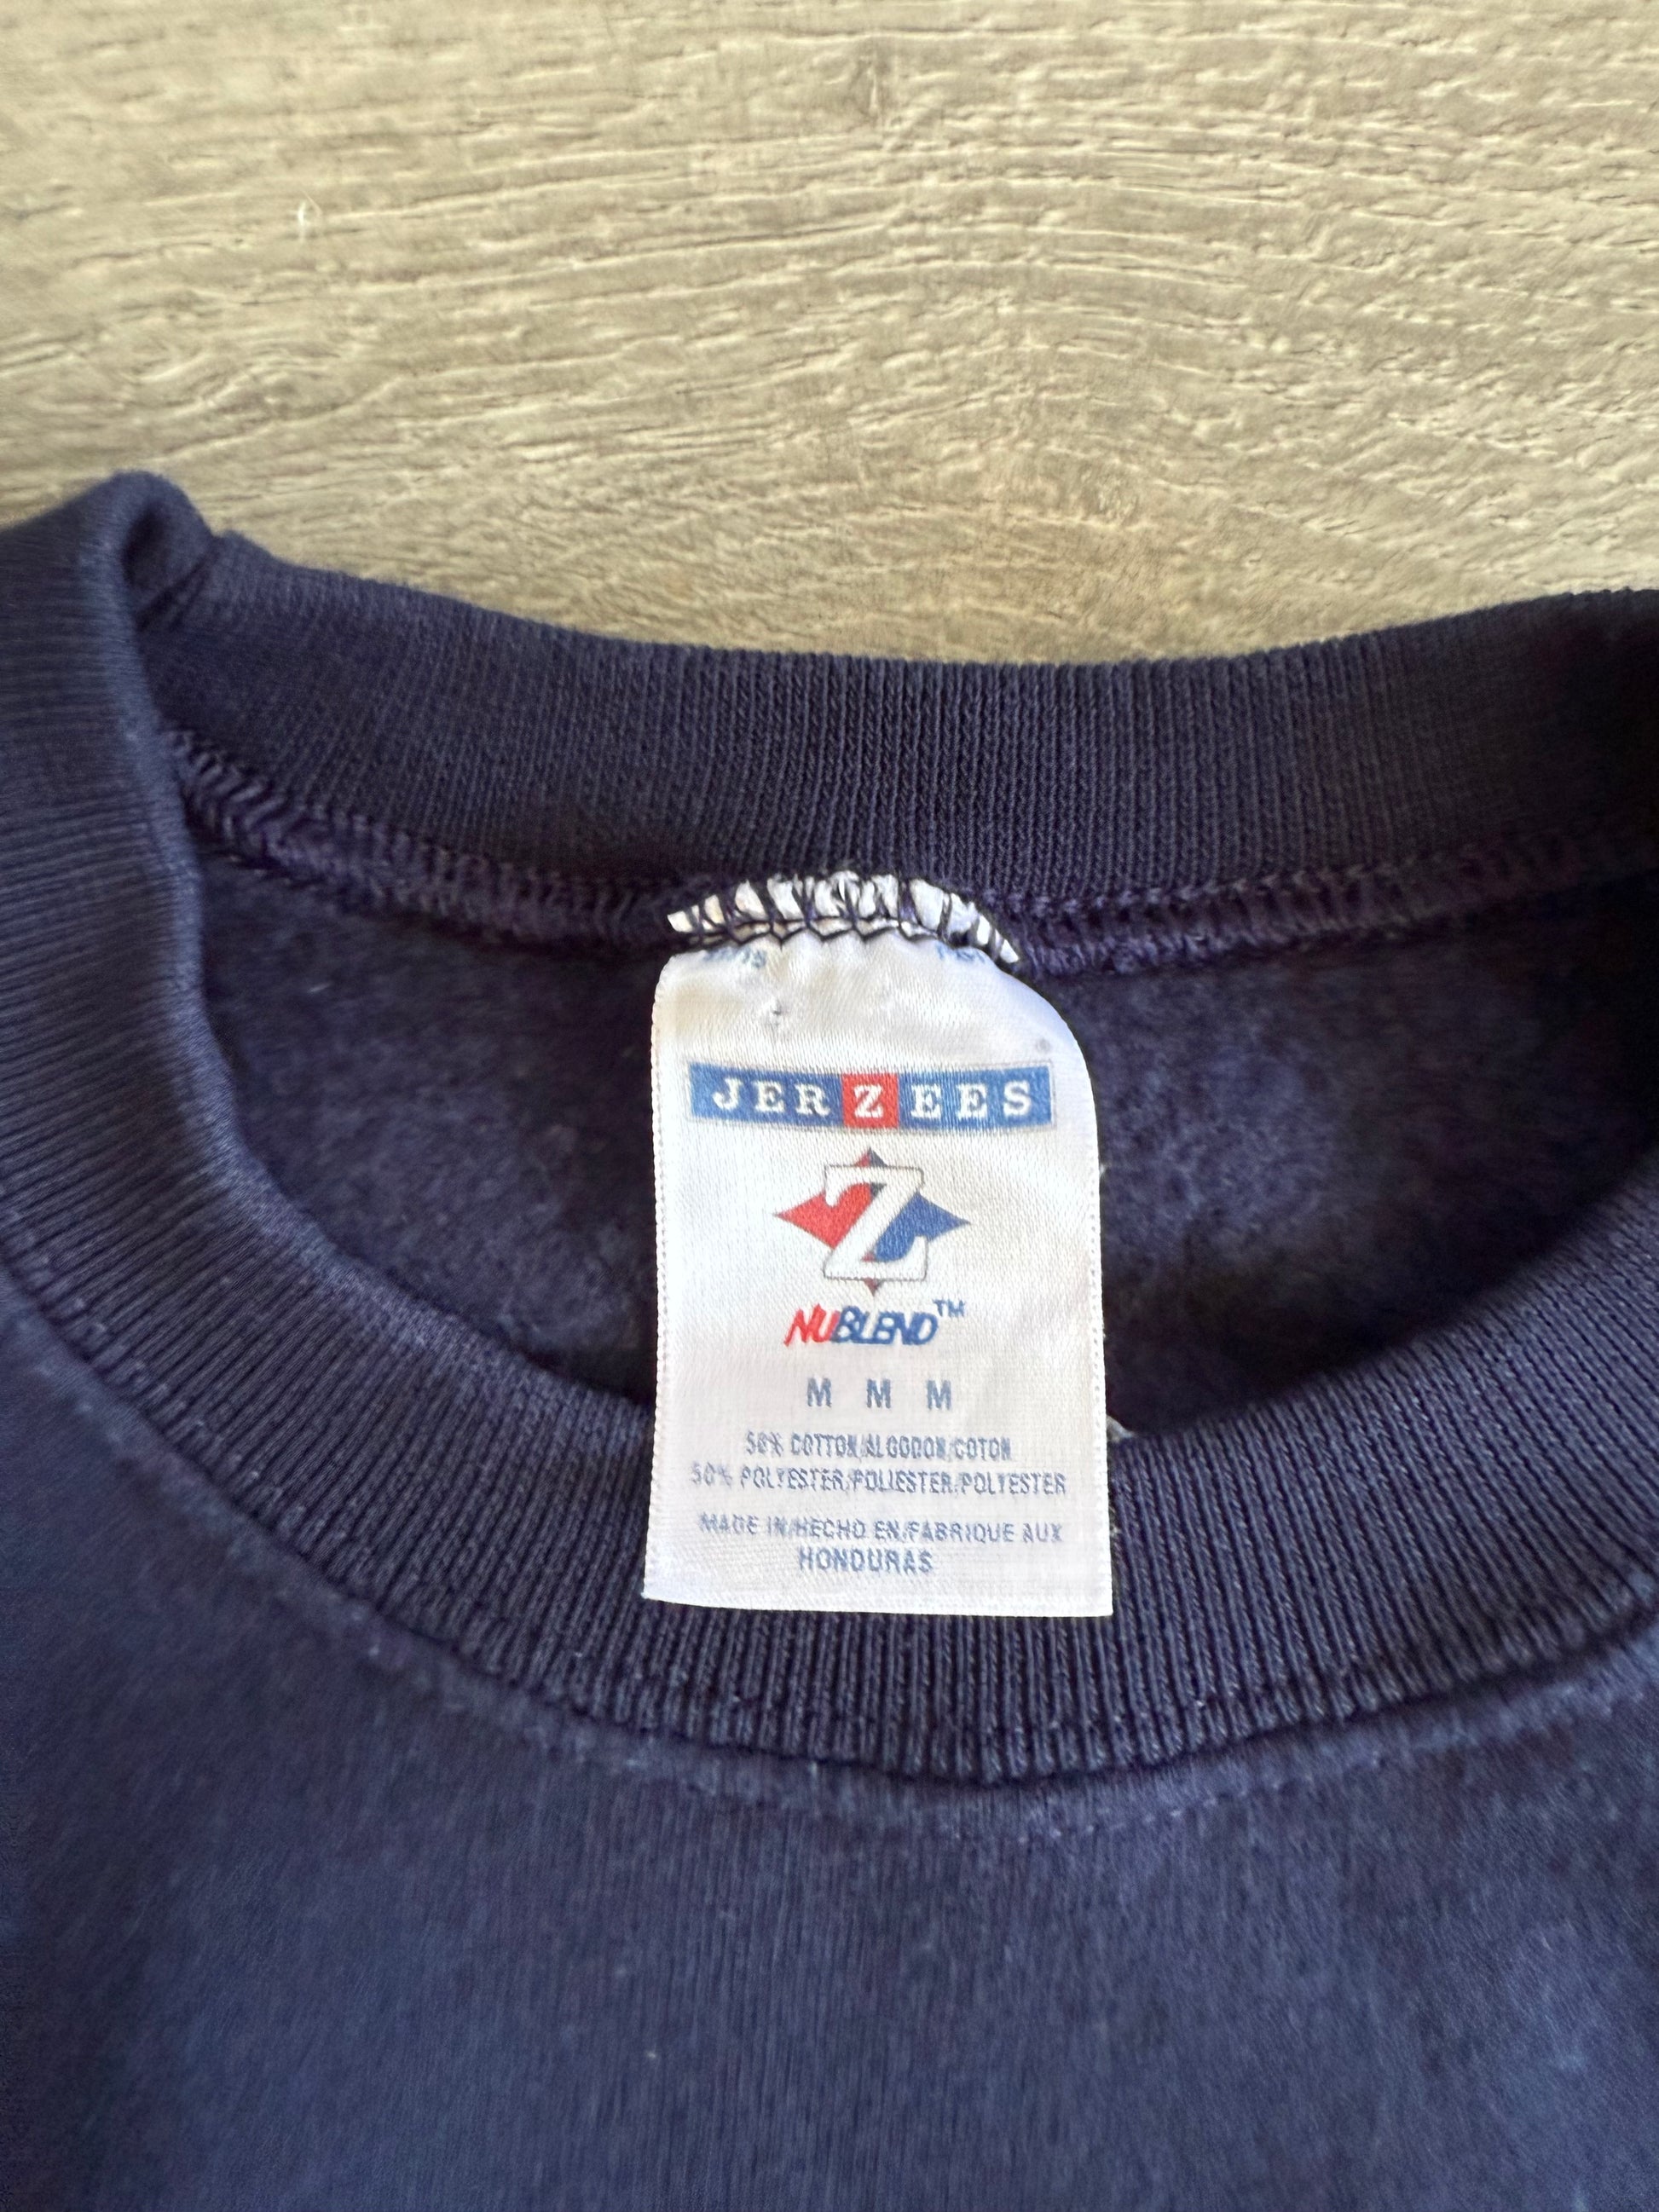 JERZEES
Z
NUBLEND™
M M M
50% COTTON/ALGODON/COTON
50% POLYESTER/POLIESTER/POLYESTER
MADE IN/HECHO EN/FABRIQUE AUX
HONDURAS